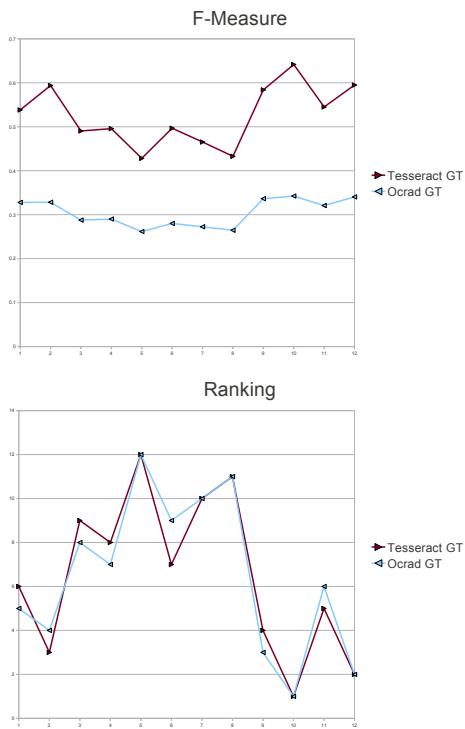 F-Measure
0.7
0.6
0.5
0.4
0.3
0.2
0.1
0
1 2 3 4 5 6 7 8 9 10 11 12
Tesseract GT
Ocrad GT
Ranking
14
12
10
8
6
4
2
0
1 2 3 4 5 6 7 8 9 10 11 12
Tesseract GT
Ocrad GT